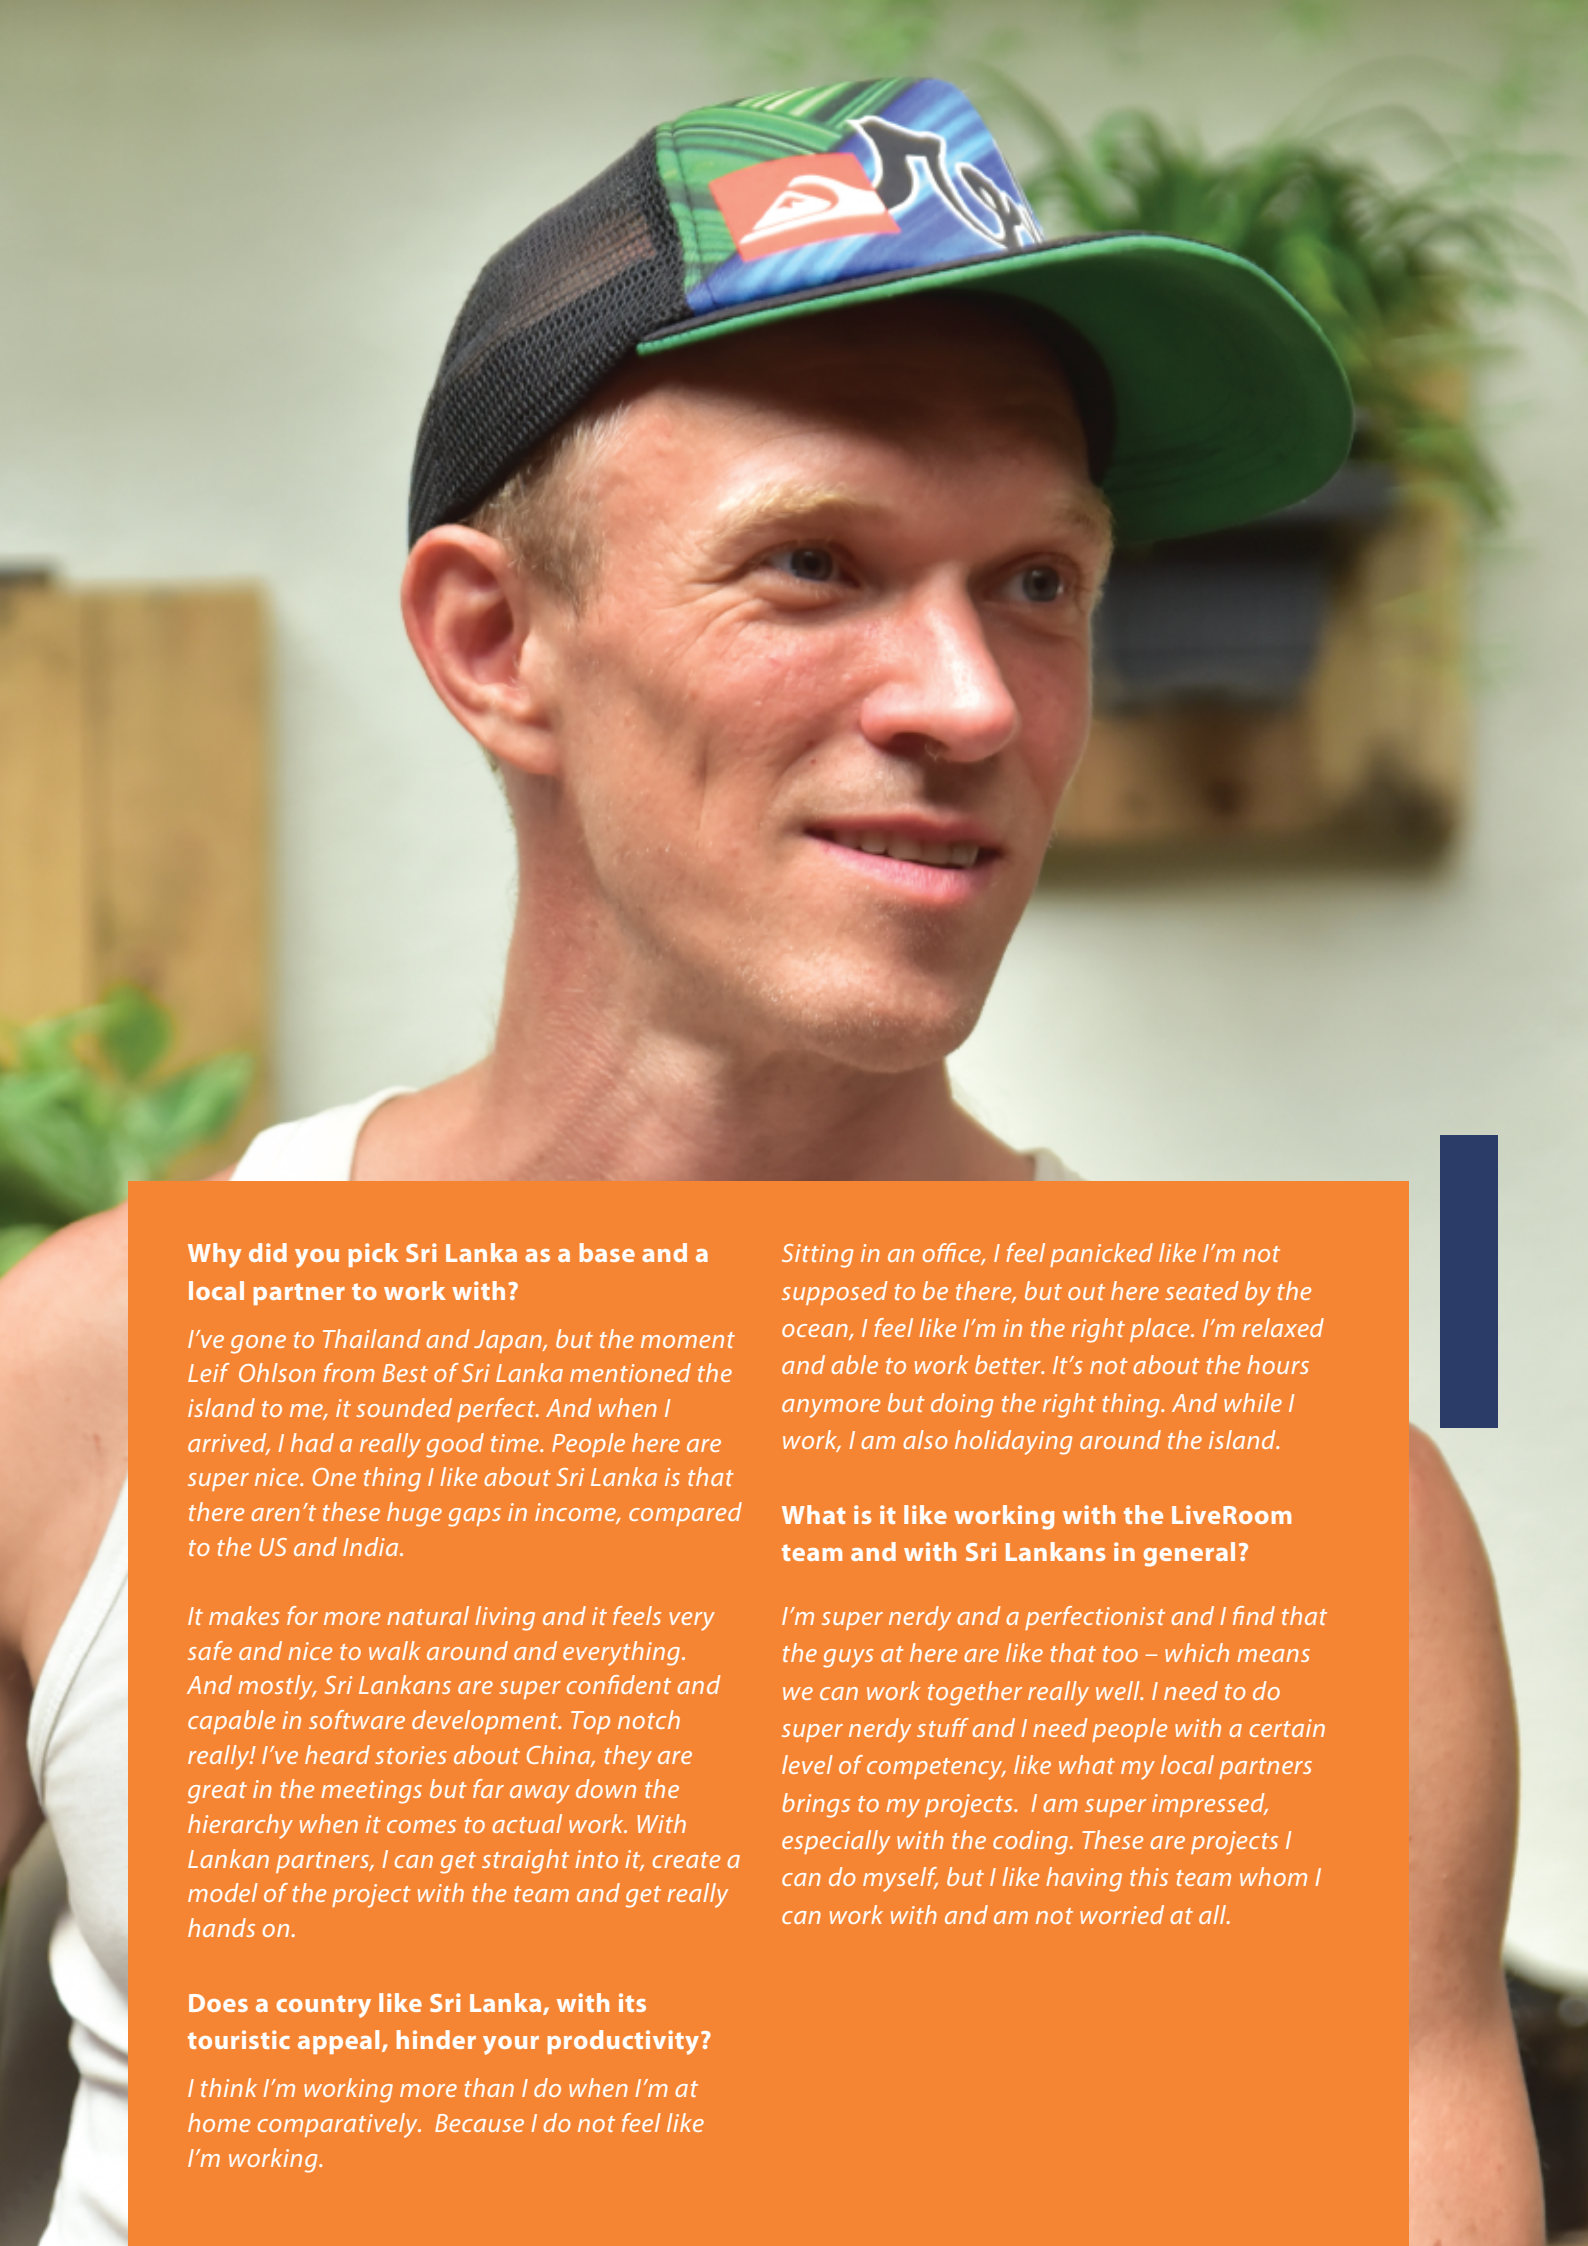 Why did you pick Sri Lanka as a base and a
local partner to work with?
I’ve gone to Thailand and Japan, but the moment
Leif  Ohlson from Best of Sri Lanka mentioned the
island to me, it sounded perfect. And when I
arrived, I had a really good time. People here are
super nice. One thing I like about Sri Lanka is that
there aren’t these huge gaps in income, compared
to the US and India.
It makes for more natural living and it feels very
safe and nice to walk around and everything.
And mostly, Sri Lankans are super confident and
capable in software development. Top notch
really! I’ve heard stories about China, they are
great in the meetings but far away down the
hierarchy when it comes to actual work. With
Lankan partners, I can get straight into it, create a
model of the project with the team and get really
hands on.
Does a country like Sri Lanka, with its
touristic appeal, hinder your productivity?
I think I’m working more than I do when I’m at
home comparatively.  Because I do not feel like
I’m working.
Sitting in an office, I feel panicked like I’m not
supposed to be there, but out here seated by the
ocean, I feel like I’m in the right place. I’m relaxed
and able to work better. It’s not about the hours
anymore but doing the right thing. And while I
work, I am also holidaying around the island.
What is it like working with the LiveRoom
team and with Sri Lankans in general?
I’m super nerdy and a perfectionist and I find that
the guys at here are like that too – which means
we can work together really well. I need to do
super nerdy stuff and I need people with a certain
level of competency, like what my local partners
brings to my projects.  I am super impressed,
especially with the coding. These are projects I
can do myself, but I like having this team whom I
can work with and am not worried at all.